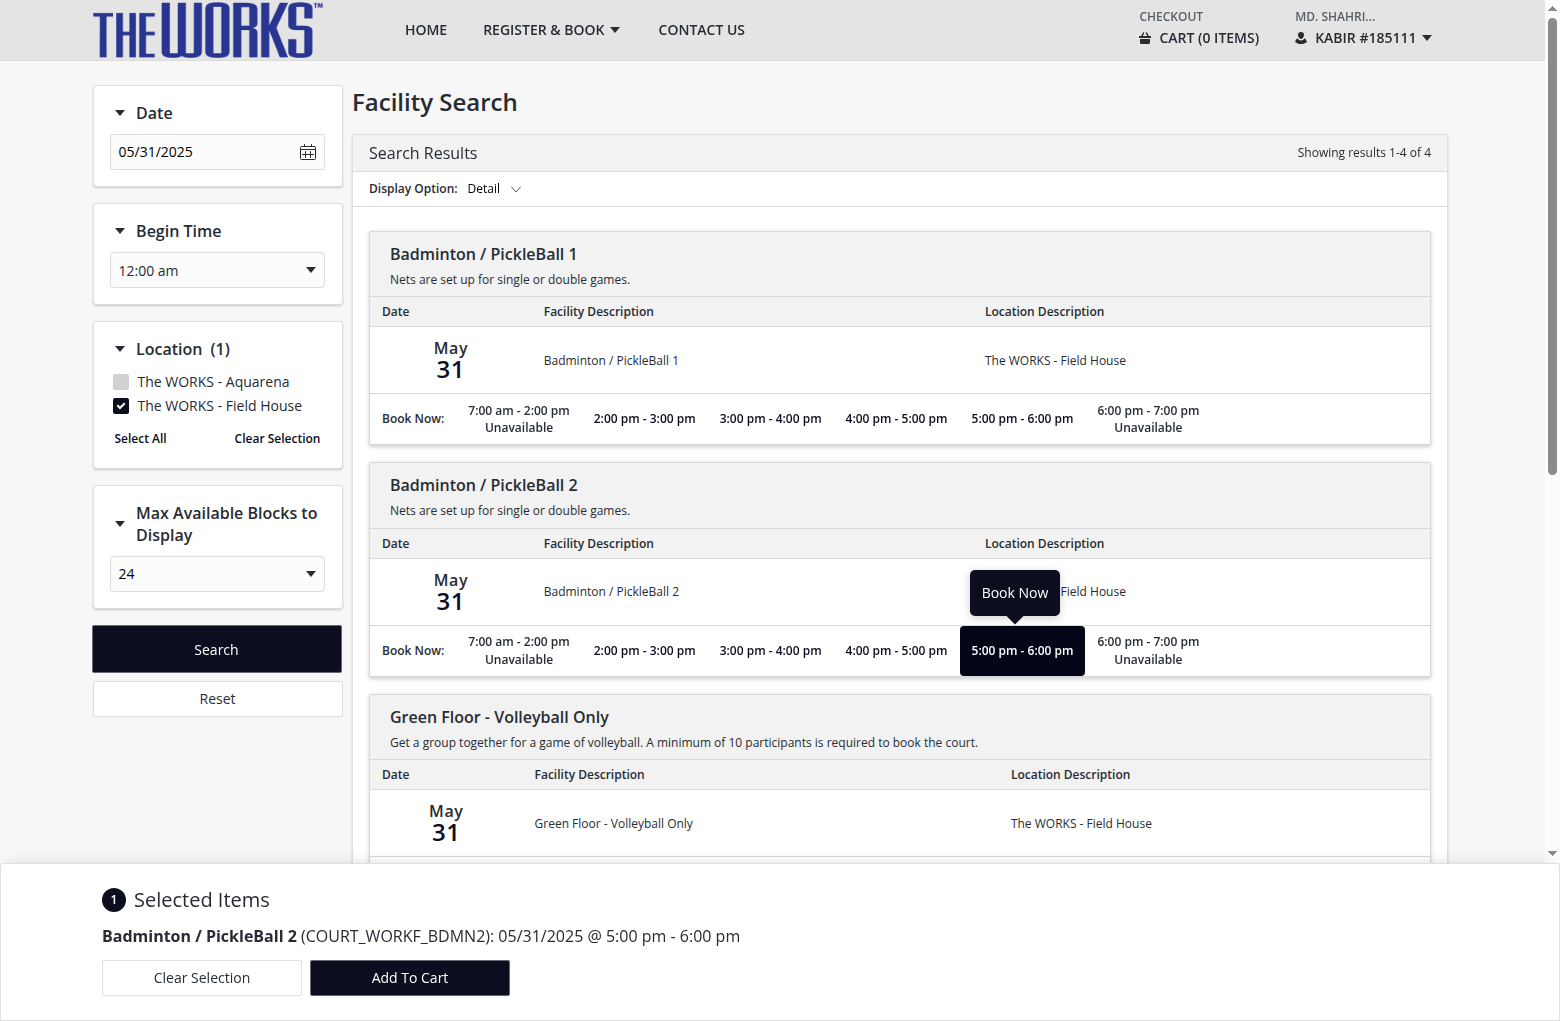 THE WORKS™
HOME
REGISTER & BOOK
CONTACT US
CHECKOUT
CART (0 ITEMS)
MD. SHAHRI...
KABIR #185111
Date
05/31/2025
Begin Time
12:00 am
Location (1)
The WORKS - Aquarena
The WORKS - Field House
Select All
Clear Selection
Max Available Blocks to
Display
24
Search
Reset
Facility Search
Search Results
Showing results 1-4 of 4
Display Option: Detail
Badminton / PickleBall 1
Nets are set up for single or double games.
Date Facility Description Location Description
May
31
Badminton / PickleBall 1
The WORKS - Field House
Book Now:
7:00 am - 2:00 pm
Unavailable
2:00 pm - 3:00 pm
3:00 pm - 4:00 pm
4:00 pm - 5:00 pm
5:00 pm - 6:00 pm
6:00 pm - 7:00 pm
Unavailable
Badminton / PickleBall 2
Nets are set up for single or double games.
Date Facility Description Location Description
May
31
Badminton / PickleBall 2
Field House
Book Now
Book Now:
7:00 am - 2:00 pm
Unavailable
2:00 pm - 3:00 pm
3:00 pm - 4:00 pm
4:00 pm - 5:00 pm
5:00 pm - 6:00 pm
6:00 pm - 7:00 pm
Unavailable
Green Floor - Volleyball Only
Get a group together for a game of volleyball. A minimum of 10 participants is required to book the court.
Date Facility Description Location Description
May
31
Green Floor - Volleyball Only
The WORKS - Field House
1 Selected Items
Badminton / PickleBall 2 (COURT_WORKF_BDMN2): 05/31/2025 @ 5:00 pm - 6:00 pm
Clear Selection
Add To Cart